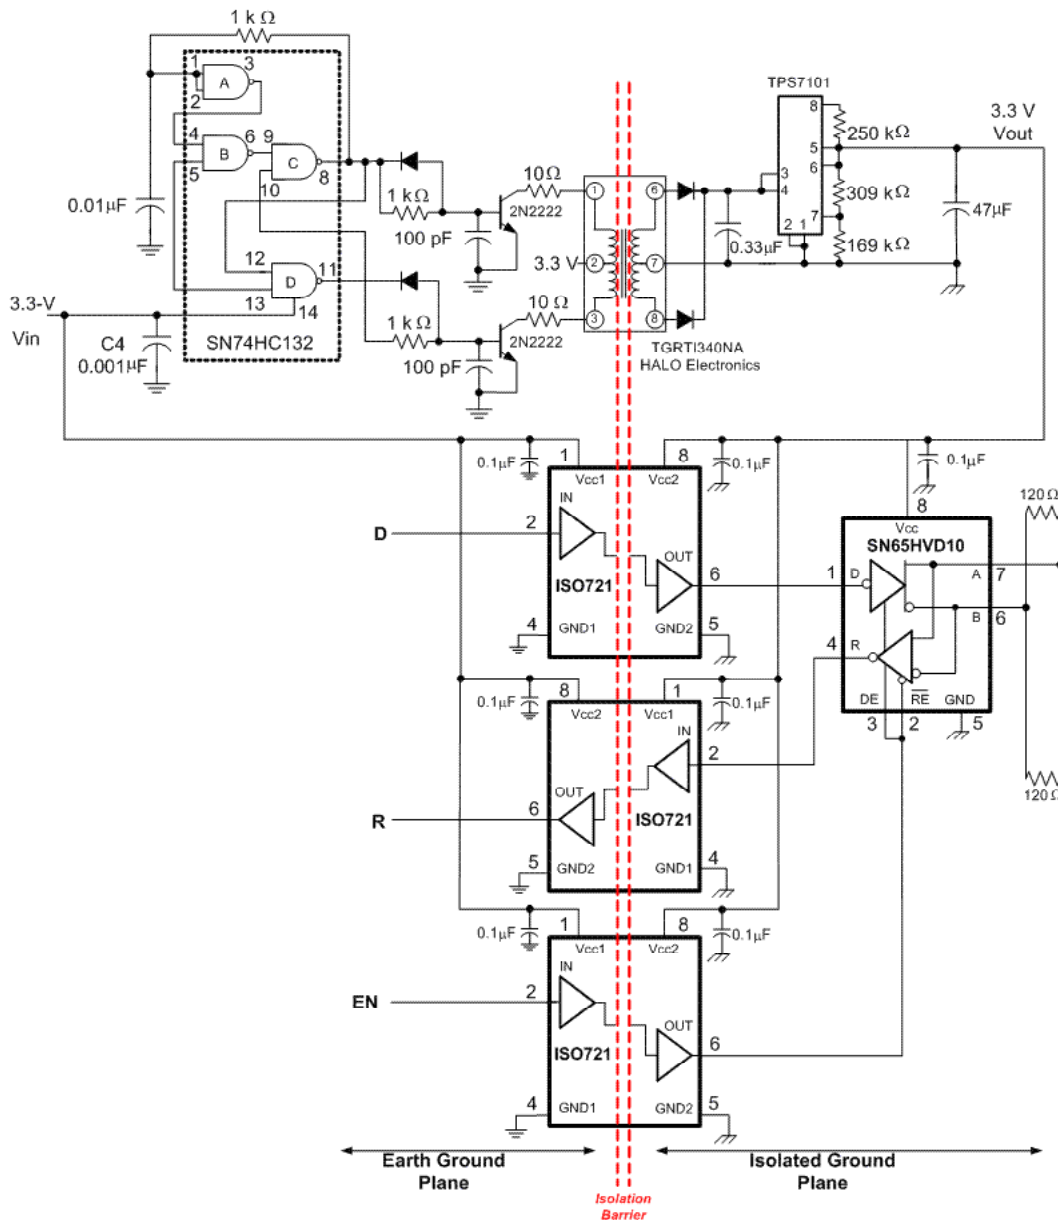 1 k Ω
1
2
3
A
4
5
6
B
9
10
C
8
12
13
D
11
14
SN74HC132
0.01µF
3.3-V
Vin
C4
0.001µF
1 k Ω
100 pF
2N2222
10 Ω
1 k Ω
100 pF
2N2222
10 Ω
3.3 V
1
2
3
6
7
8
TGRTI340NA
HALO Electronics
0.33µF
TPS7101
8
5
6
7
3
4
2
1
250 kΩ
309 kΩ
169 kΩ
3.3 V
Vout
47µF
0.1µF
1
8
0.1µF
0.1µF
Vcc1
Vcc2
IN
D
2
OUT
6
ISO721
4
GND1
GND2
5
8
Vcc
SN65HVD10
1
D
A
7
B
6
4
R
DE
RE
GND
3
2
5
120Ω
120Ω
0.1µF
8
1
0.1µF
Vcc2
Vcc1
IN
2
OUT
R
6
ISO721
5
GND2
GND1
4
0.1µF
1
8
0.1µF
Vcc1
Vcc2
IN
EN
2
OUT
6
ISO721
4
GND1
GND2
5
Earth Ground
Plane
Isolated Ground
Plane
Isolation
Barrier